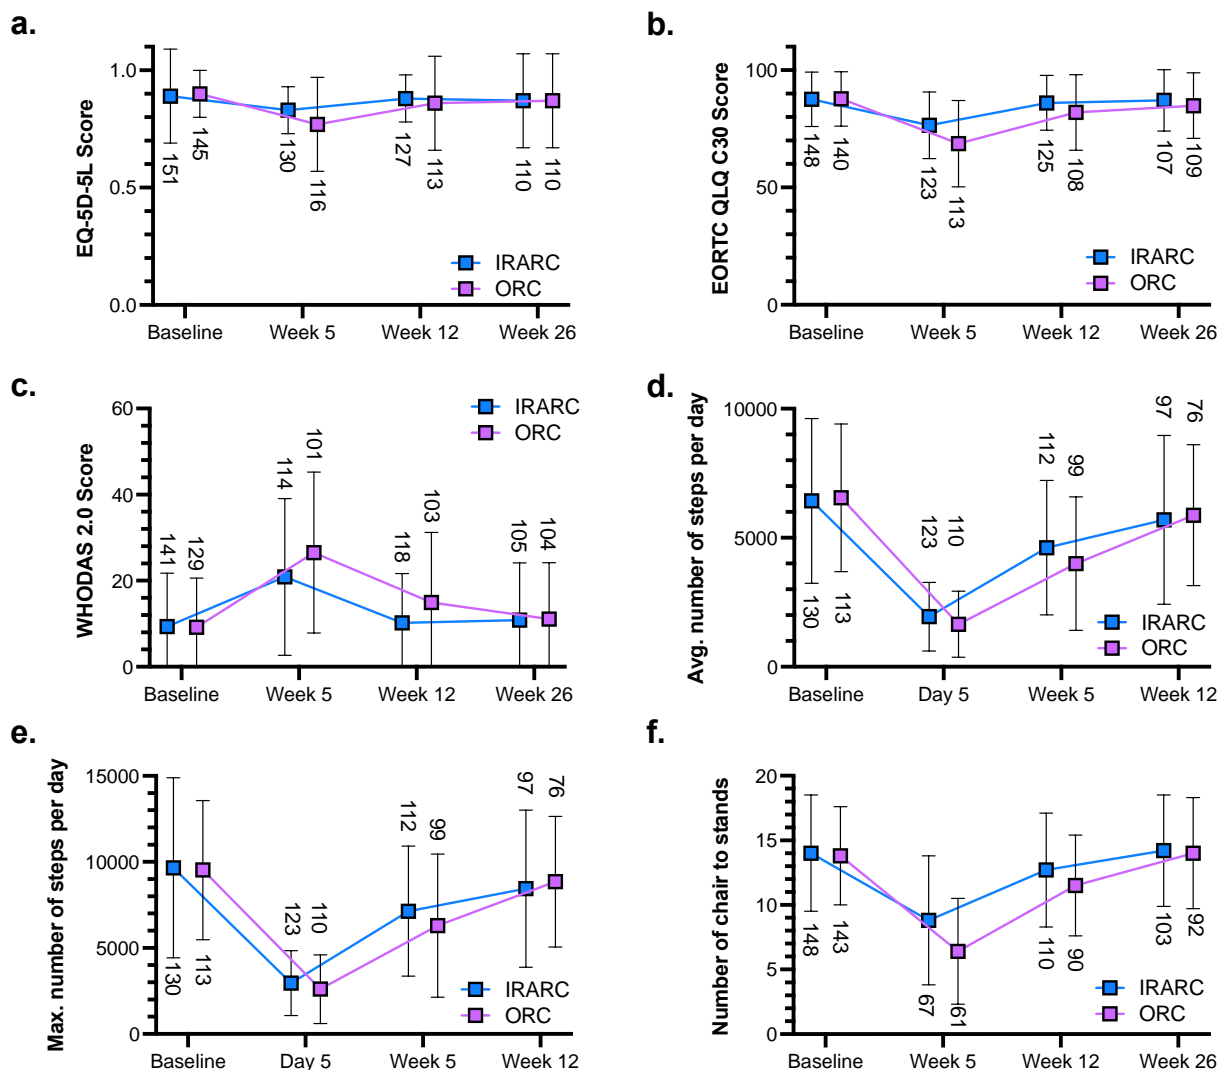 a.
EQ-5D-5L Score
1.0
0.5
0.0
151
145
130
116
127
113
110
110
IRARC
ORC
Baseline
Week 5
Week 12
Week 26
b.
EORTC QLQ C30 Score
100
50
0
148
140
123
113
125
108
107
109
IRARC
ORC
Baseline
Week 5
Week 12
Week 26
c.
WHODAS 2.0 Score
60
40
20
0
141
129
114
101
118
103
105
104
IRARC
ORC
Baseline
Week 5
Week 12
Week 26
d.
Avg. number of steps per day
10000
5000
0
130
113
123
110
112
99
97
76
IRARC
ORC
Baseline
Day 5
Week 5
Week 12
e.
Max. number of steps per day
15000
10000
5000
0
130
113
123
110
112
99
97
76
IRARC
ORC
Baseline
Day 5
Week 5
Week 12
f.
Number of chair to stands
20
15
10
5
0
148
143
67
61
110
90
103
92
IRARC
ORC
Baseline
Week 5
Week 12
Week 26